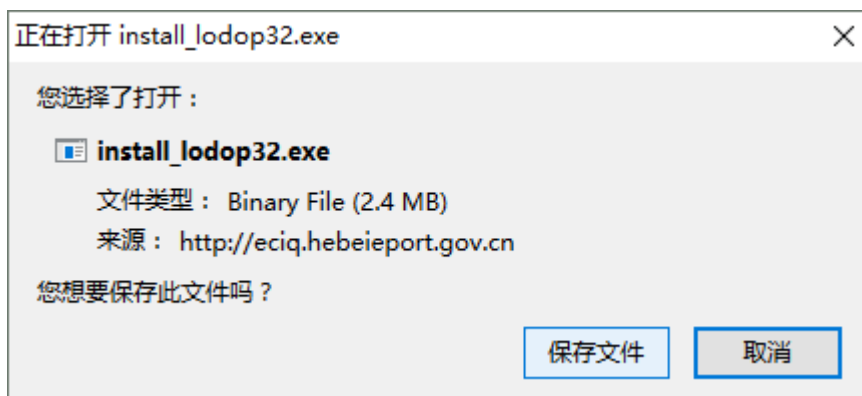 正在打开 install_lodop32.exe
您选择了打开：
install_lodop32.exe
文件类型： Binary File (2.4 MB)
来源： http://eciq.hebeieport.gov.cn
您想要保存此文件吗？
保存文件 取消